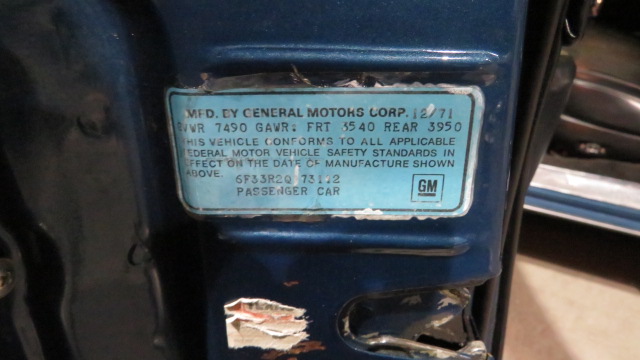 MFD. BY GENERAL MOTORS CORP. 12/71
GVWR 7490 GAWR: FRT 3540 REAR 3950
THIS VEHICLE CONFORMS TO ALL APPLICABLE
FEDERAL MOTOR VEHICLE SAFETY STANDARDS IN
EFFECT ON THE DATE OF MANUFACTURE SHOWN
ABOVE.
PASSENGER CAR
GM